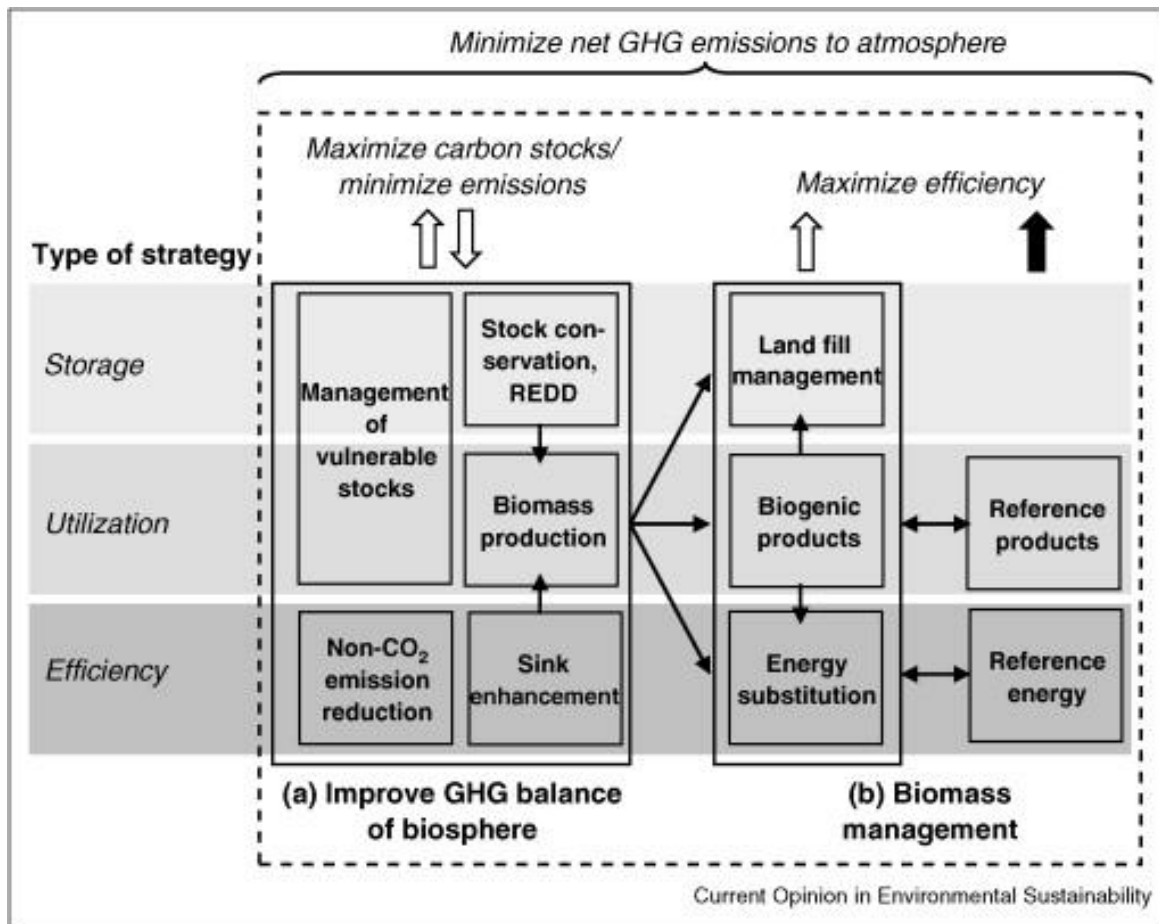 Minimize net GHG emissions to atmosphere
Maximize carbon stocks/
minimize emissions
Maximize efficiency
Type of strategy
Storage
Management
of
vulnerable
stocks
Stock con-
servation,
REDD
Land fill
management
Utilization
Biomass
production
Biogenic
products
Reference
products
Efficiency
Non-CO₂
emission
reduction
Sink
enhancement
Energy
substitution
Reference
energy
(a) Improve GHG balance
of biosphere
(b) Biomass
management
Current Opinion in Environmental Sustainability